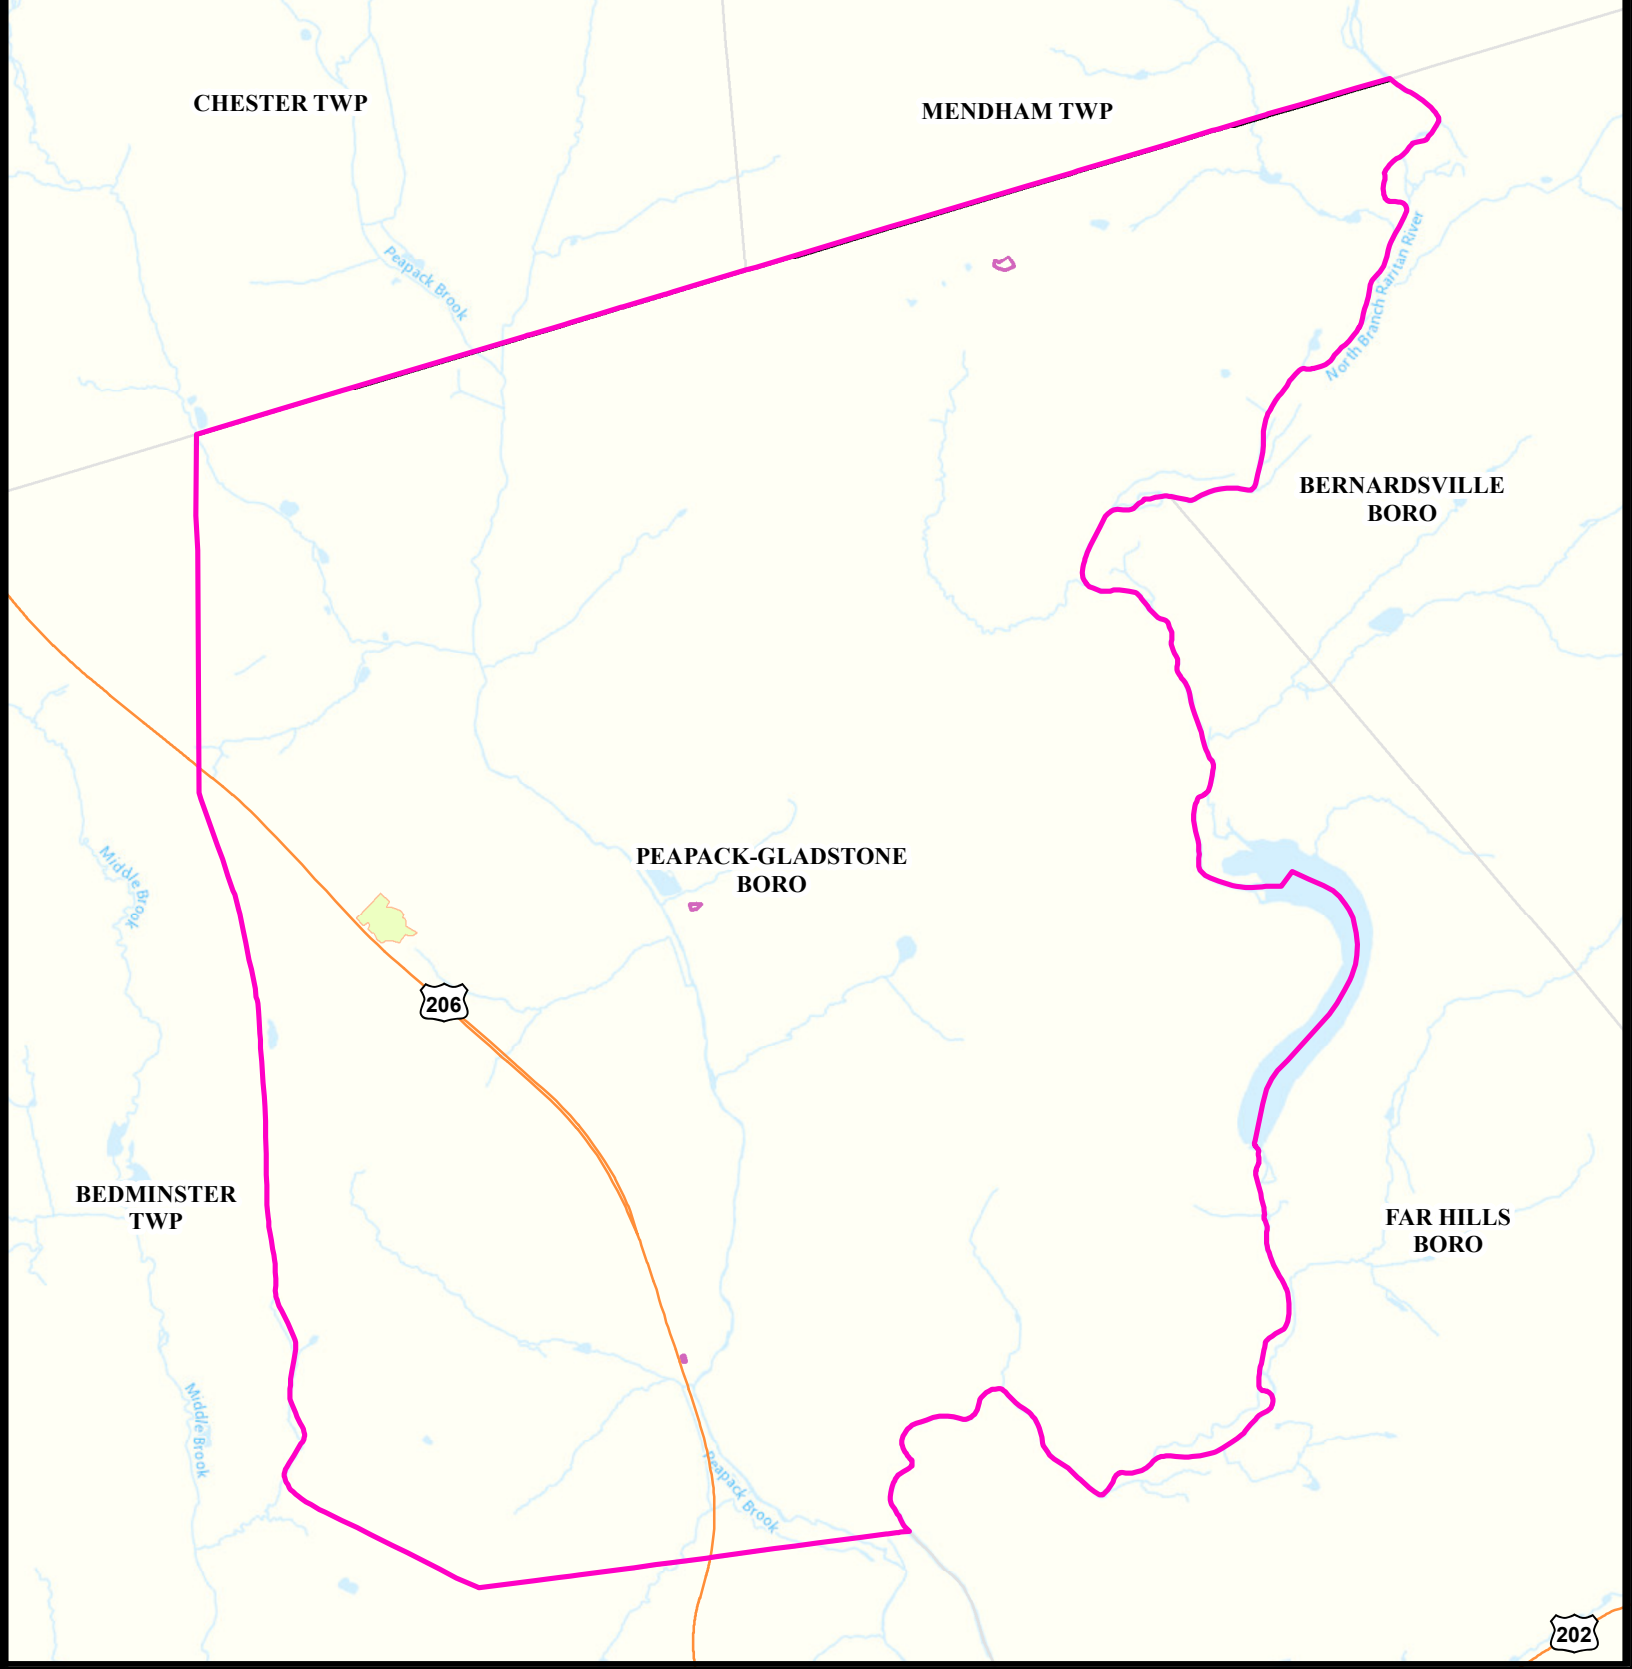 CHESTER TWP
MENDHAM TWP
Peapack Brook
North Branch Raritan River
BERNARDSVILLE
BORO
Middle Brook
PEAPACK-GLADSTONE
BORO
206
BEDMINSTER
TWP
FAR HILLS
BORO
Middle Brook
Peapack Brook
202